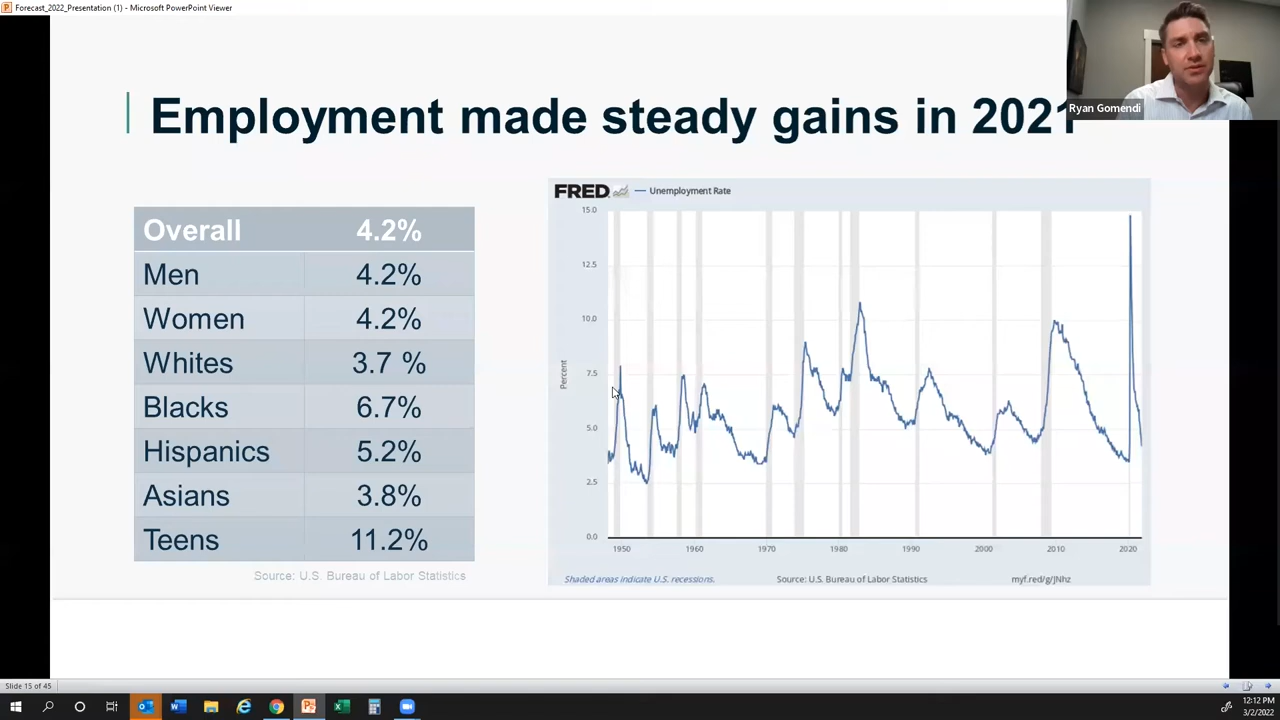 Forecast_2022_Presentation (1) - Microsoft PowerPoint Viewer
Ryan Gomendi
Employment made steady gains in 2021
Overall 4.2%
Men 4.2%
Women 4.2%
Whites 3.7 %
Blacks 6.7%
Hispanics 5.2%
Asians 3.8%
Teens 11.2%
Source: U.S. Bureau of Labor Statistics
FRED
Unemployment Rate
15.0
12.5
10.0
7.5
5.0
2.5
0.0
Percent
1950 1960 1970 1980 1990 2000 2010 2020
Shaded areas indicate U.S. recessions. Source: U.S. Bureau of Labor Statistics myf.red/g/JNhz
Slide 15 of 45
12:12 PM
3/2/2022